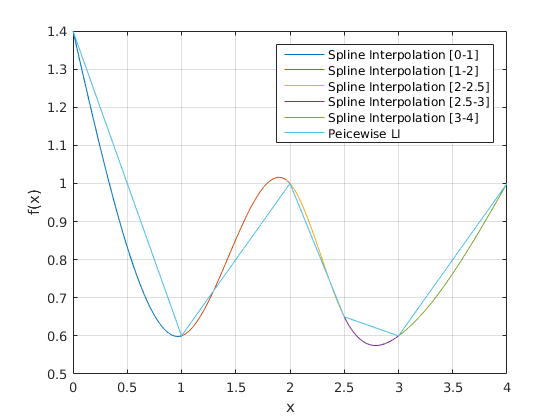 1.4
1.3
1.2
1.1
1
0.9
0.8
0.7
0.6
0.5
f(x)
Spline Interpolation [0-1]
Spline Interpolation [1-2]
Spline Interpolation [2-2.5]
Spline Interpolation [2.5-3]
Spline Interpolation [3-4]
Peicewise LI
0 0.5 1 1.5 2 2.5 3 3.5 4
x